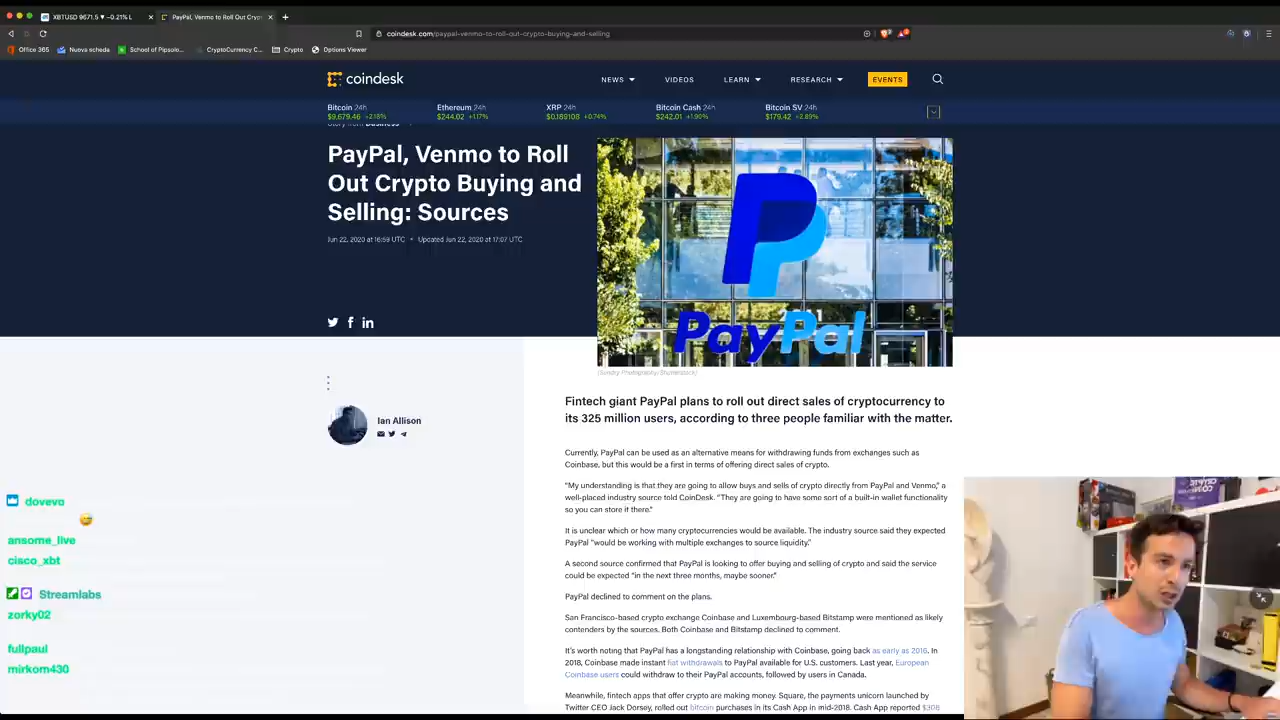 XBTUSD 9671.5 ▼ −0.21% L
PayPal, Venmo to Roll Out Cryp
coindesk.com/paypal-venmo-to-roll-out-crypto-buying-and-selling
Office 365
Nuova scheda
School of Pipsolo...
CryptoCurrency C...
Crypto
Options Viewer
coindesk
NEWS
VIDEOS
LEARN
RESEARCH
EVENTS
Bitcoin 24h
$9,679.46 +2.18%
Ethereum 24h
$244.02 +1.17%
XRP 24h
$0.189108 +0.74%
Bitcoin Cash 24h
$242.01 +1.90%
Bitcoin SV 24h
$179.42 +2.89%
Story from Business
PayPal, Venmo to Roll
Out Crypto Buying and
Selling: Sources
Jun 22, 2020 at 16:59 UTC • Updated Jun 22, 2020 at 17:07 UTC
PayPal
(Sundry Photography/Shutterstock)
Ian Allison
Fintech giant PayPal plans to roll out direct sales of cryptocurrency to
its 325 million users, according to three people familiar with the matter.
Currently, PayPal can be used as an alternative means for withdrawing funds from exchanges such as
Coinbase, but this would be a first in terms of offering direct sales of crypto.
“My understanding is that they are going to allow buys and sells of crypto directly from PayPal and Venmo,” a
well-placed industry source told CoinDesk. “They are going to have some sort of a built-in wallet functionality
so you can store it there.”
It is unclear which or how many cryptocurrencies would be available. The industry source said they expected
PayPal “would be working with multiple exchanges to source liquidity.”
A second source confirmed that PayPal is looking to offer buying and selling of crypto and said the service
could be expected “in the next three months, maybe sooner.”
PayPal declined to comment on the plans.
San Francisco-based crypto exchange Coinbase and Luxembourg-based Bitstamp were mentioned as likely
contenders by the sources. Both Coinbase and Bitstamp declined to comment.
It’s worth noting that PayPal has a longstanding relationship with Coinbase, going back as early as 2016. In
2018, Coinbase made instant fiat withdrawals to PayPal available for U.S. customers. Last year, European
Coinbase users could withdraw to their PayPal accounts, followed by users in Canada.
Meanwhile, fintech apps that offer crypto are making money. Square, the payments unicorn launched by
Twitter CEO Jack Dorsey, rolled out bitcoin purchases in its Cash App in mid-2018. Cash App reported $306
dovevo
ansome_live
cisco_xbt
Streamlabs
zorky02
fullpaul
mirkom430